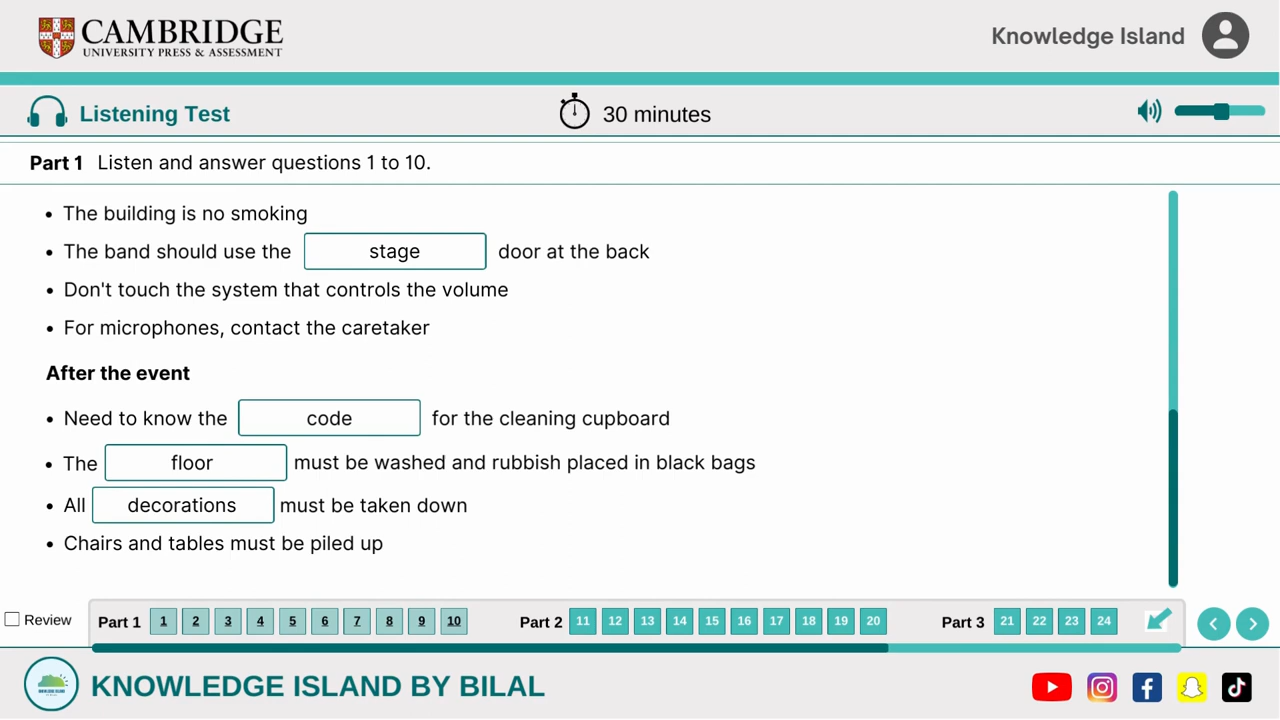 CAMBRIDGE
UNIVERSITY PRESS & ASSESSMENT
Knowledge Island
Listening Test
30 minutes
Part 1 Listen and answer questions 1 to 10.
• The building is no smoking
• The band should use the stage door at the back
• Don't touch the system that controls the volume
• For microphones, contact the caretaker
After the event
• Need to know the code for the cleaning cupboard
• The floor must be washed and rubbish placed in black bags
• All decorations must be taken down
• Chairs and tables must be piled up
Review Part 1 1 2 3 4 5 6 7 8 9 10 Part 2 11 12 13 14 15 16 17 18 19 20 Part 3 21 22 23 24
KNOWLEDGE ISLAND BY BILAL